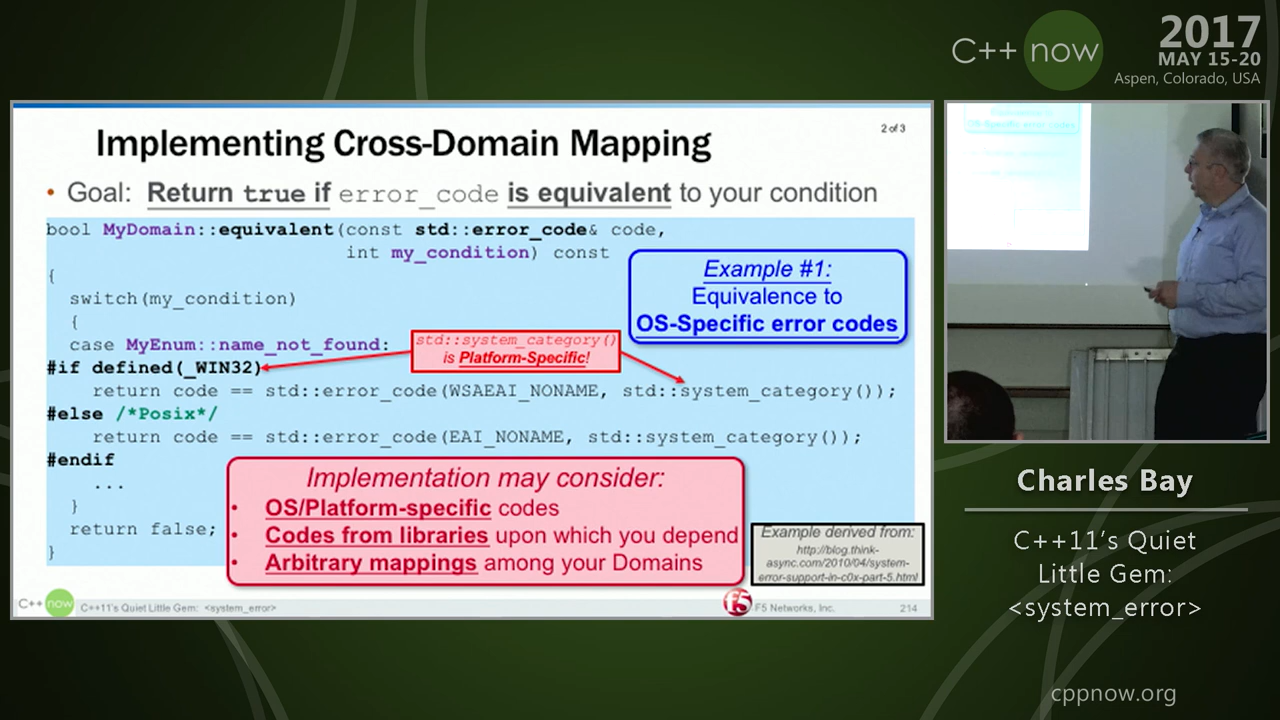 C++ now
2017
MAY 15-20
Aspen, Colorado, USA
Implementing Cross-Domain Mapping
2 of 3
• Goal: Return true if error_code is equivalent to your condition
bool MyDomain::equivalent(const std::error_code& code,
int my_condition) const
{
switch(my_condition)
{
case MyEnum::name_not_found:
#if defined(_WIN32)
return code == std::error_code(WSAEAI_NONAME, std::system_category());
#else /*Posix*/
return code == std::error_code(EAI_NONAME, std::system_category());
#endif
...
}
return false;
}
Example #1:
Equivalence to
OS-Specific error codes
std::system_category()
is Platform-Specific!
Implementation may consider:
• OS/Platform-specific codes
• Codes from libraries upon which you depend
• Arbitrary mappings among your Domains
Example derived from:
http://blog.think-
async.com/2010/04/system-
error-support-in-c0x-part-5.html
C++ now
C++11's Quiet Little Gem: <system_error>
F5 Networks, Inc.
214
OS-Specific error codes
Charles Bay
C++11's Quiet
Little Gem:
<system_error>
cppnow.org